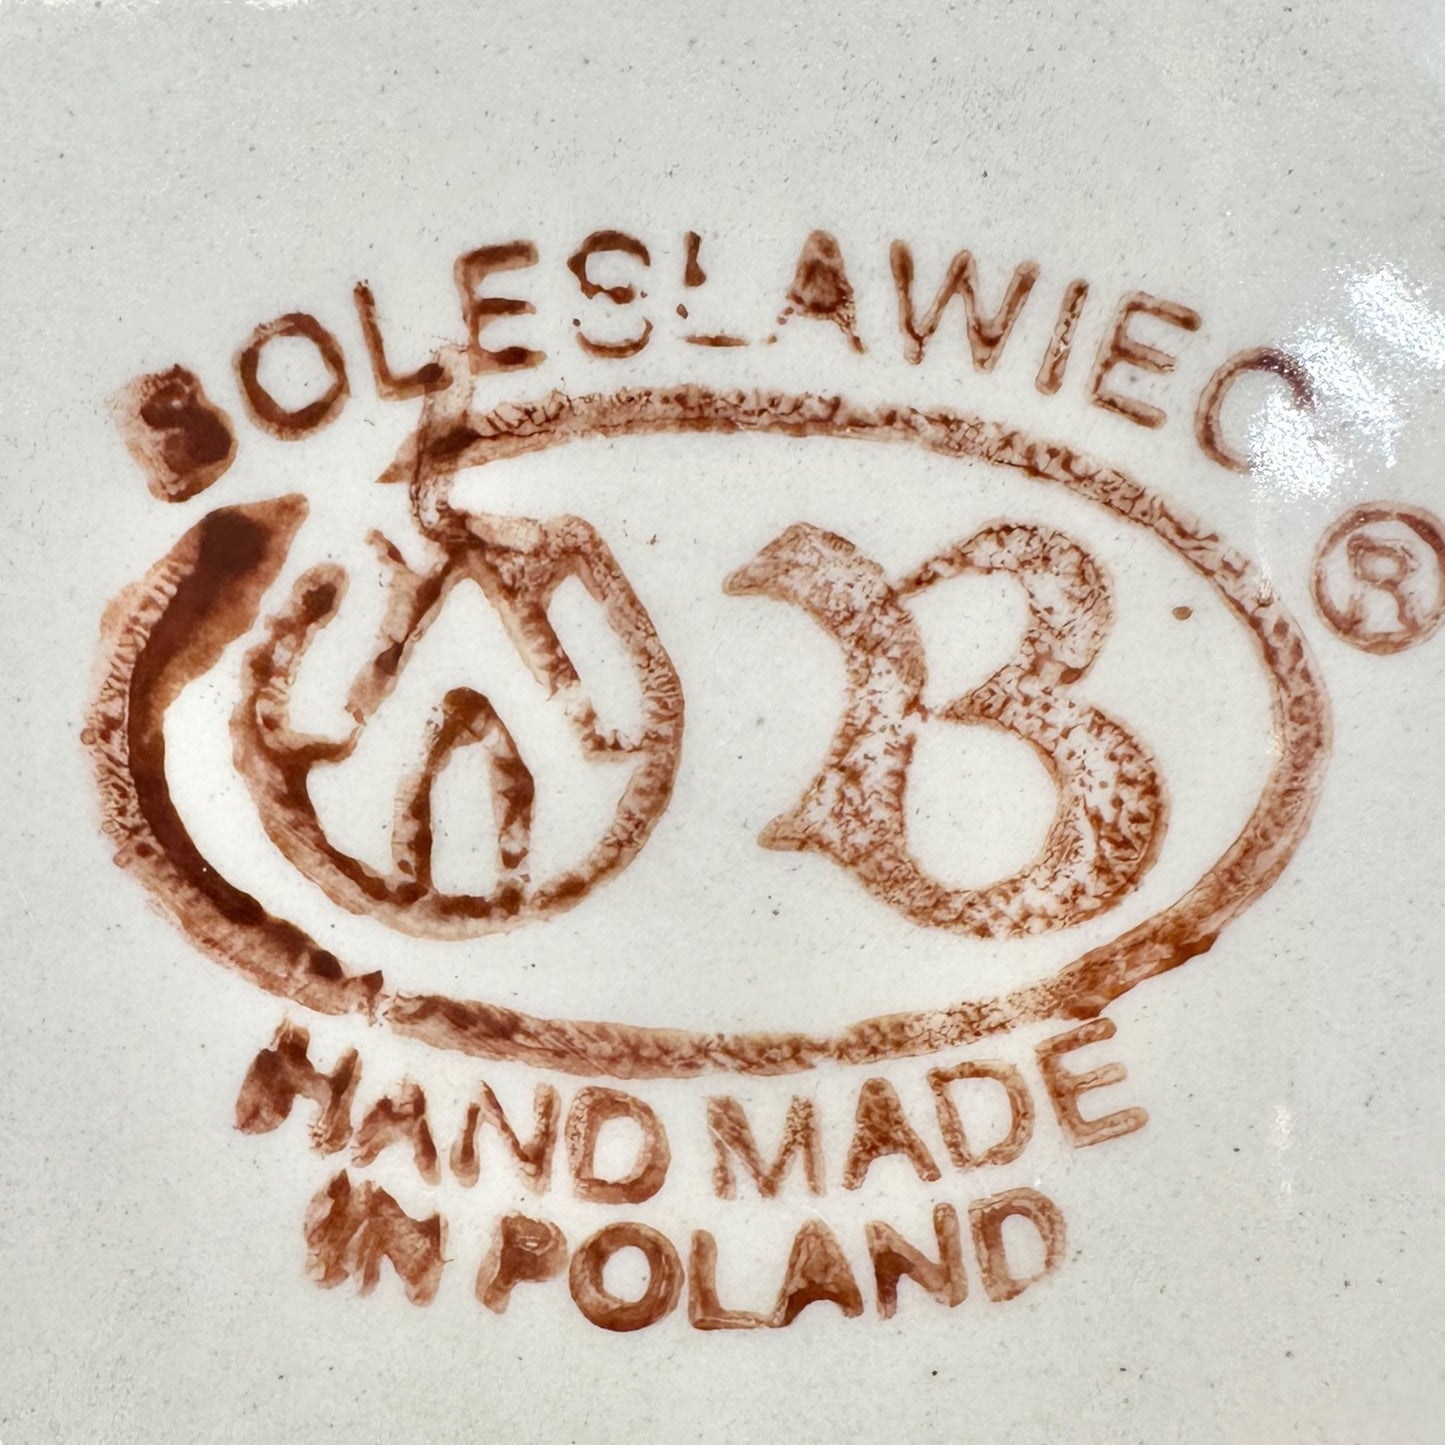 BOLESLAWIEC
B ®
HAND MADE
IN POLAND